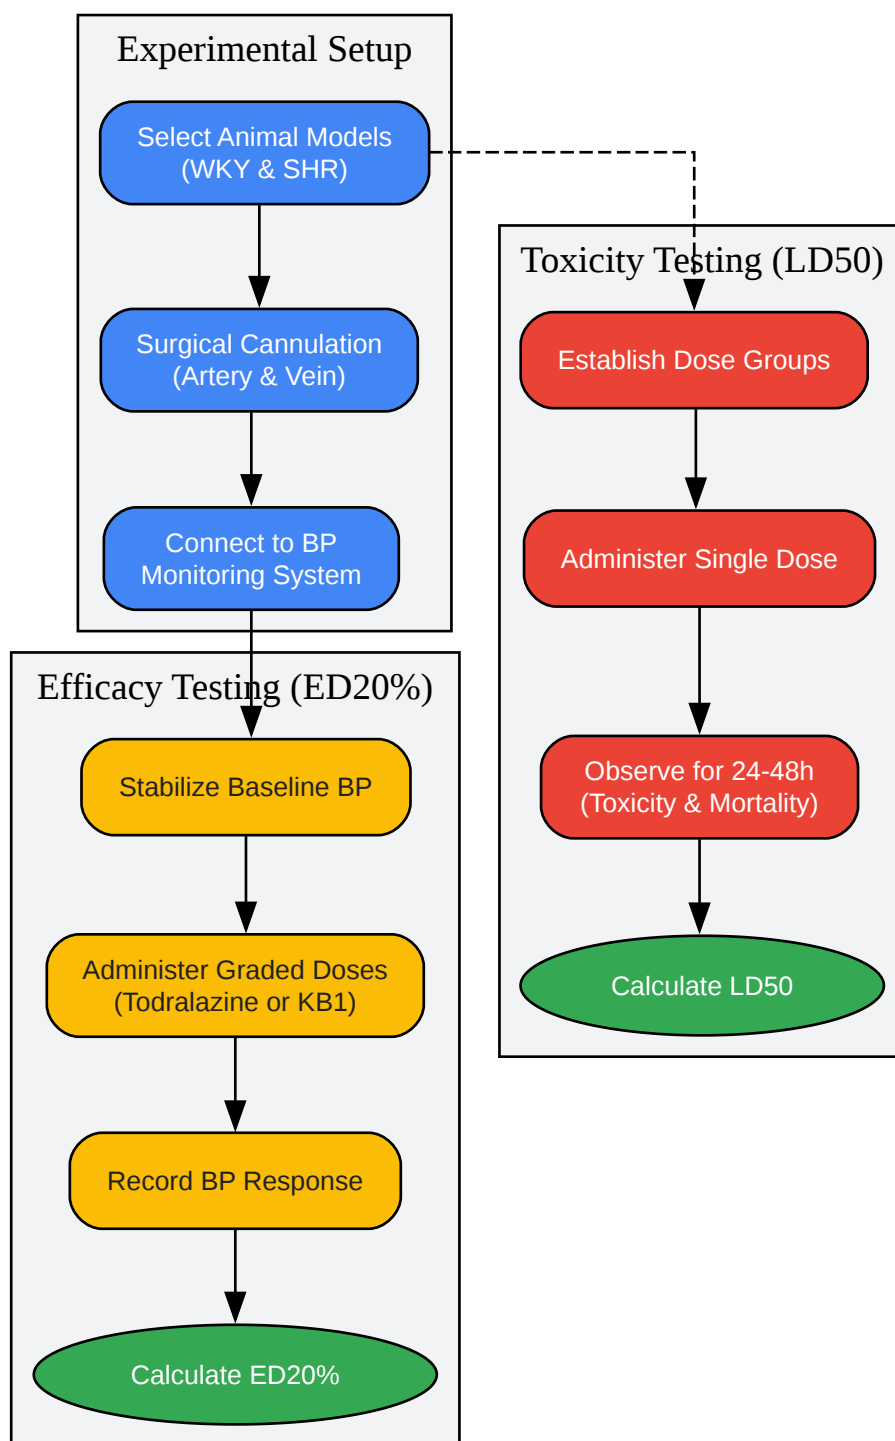 Experimental Setup
Select Animal Models
(WKY & SHR)
Surgical Cannulation
(Artery & Vein)
Connect to BP
Monitoring System
Efficacy Testing (ED20%)
Stabilize Baseline BP
Administer Graded Doses
(Todralazine or KB1)
Record BP Response
Calculate ED20%
Toxicity Testing (LD50)
Establish Dose Groups
Administer Single Dose
Observe for 24-48h
(Toxicity & Mortality)
Calculate LD50